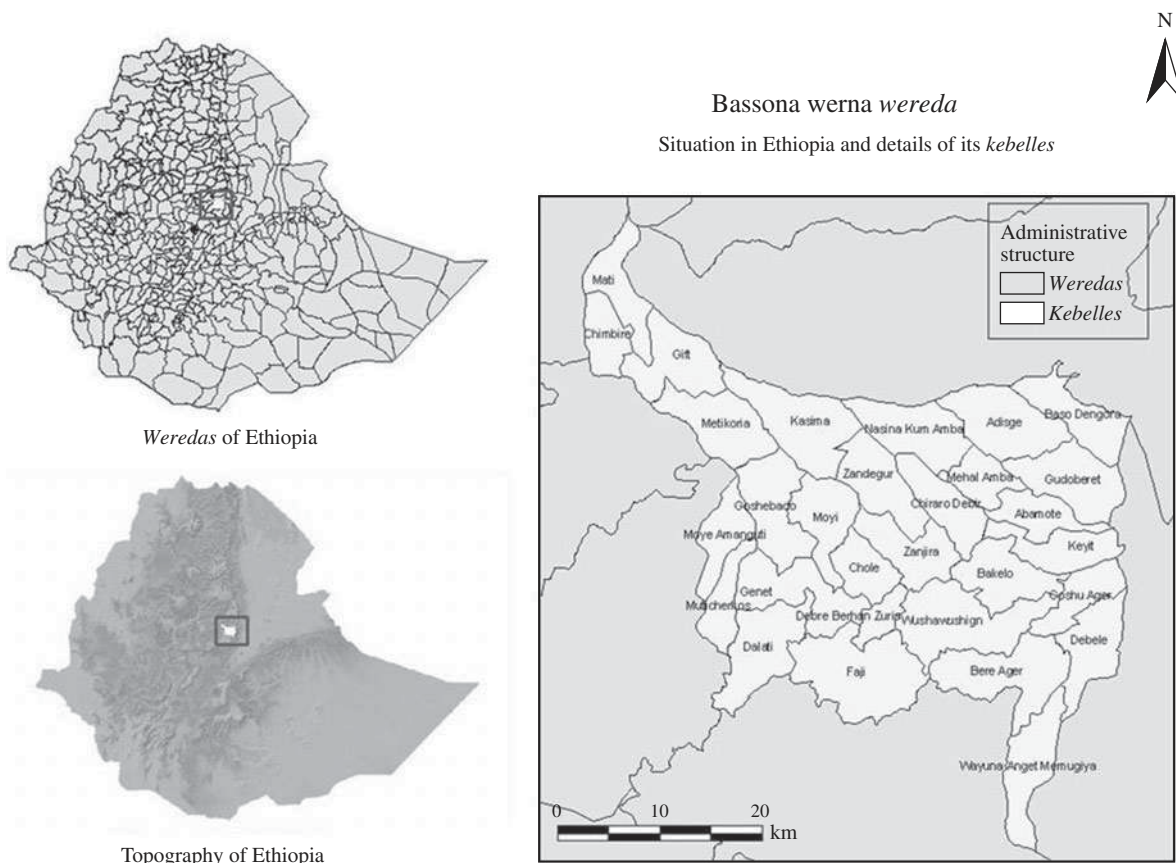 N
Bassona werna wereda
Situation in Ethiopia and details of its kebelles
Weredas of Ethiopia
Topography of Ethiopia
Administrative
structure
Weredas
Kebelles
Mati
Chimbire
Gift
Metikoria
Kasima
Nasina Kum Amba
Adisge
Baso Dengora
Zandegur
Mehal Amba
Gudoberet
Goshebado
Moyi
Chiraro Debir
Abamote
Moye Amanguti
Zanjira
Keyit
Chole
Bakelo
Genet
Goshu Ager
Debre Berhan Zuria
Wushawushign
Dalati
Debele
Faji
Bere Ager
Wayuna Anget Mernugiya
0 10 20
km